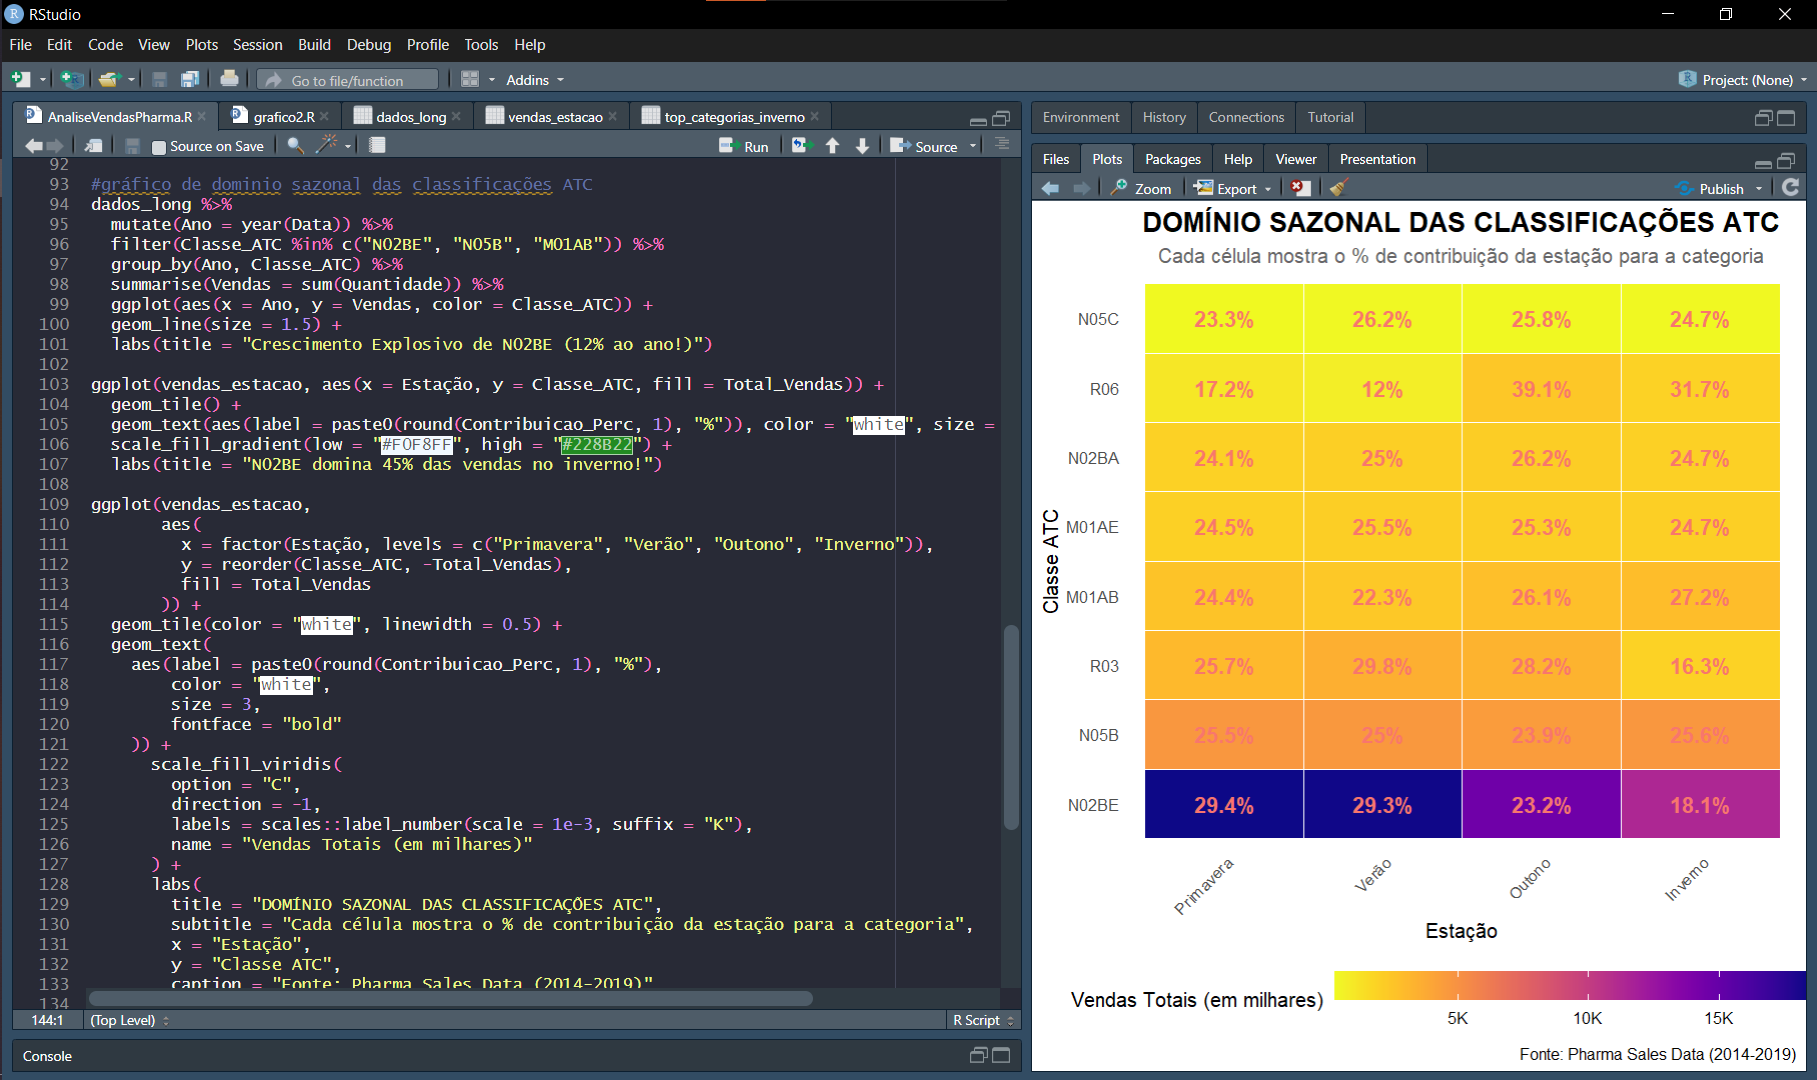 RStudio
File Edit Code View Plots Session Build Debug Profile Tools Help
Go to file/function Addins Project: (None)
AnaliseVendasPharma.R grafico2.R dados_long vendas_estacao top_categorias_inverno
Source on Save Run Source
92
93 #gráfico de dominio sazonal das classificacões ATC
94 dados_long %>%
95 mutate(Ano = year(Data)) %>%
96 filter(Classe_ATC %in% c("N02BE", "N05B", "M01AB")) %>%
97 group_by(Ano, Classe_ATC) %>%
98 summarise(Vendas = sum(Quantidade)) %>%
99 ggplot(aes(x = Ano, y = Vendas, color = Classe_ATC)) +
100 geom_line(size = 1.5) +
101 labs(title = "Crescimento Explosivo de N02BE (12% ao ano!)")
102
103 ggplot(vendas_estacao, aes(x = Estação, y = Classe_ATC, fill = Total_Vendas)) +
104 geom_tile() +
105 geom_text(aes(label = paste0(round(Contribuicao_Perc, 1), "%")), color = "white", size =
106 scale_fill_gradient(low = "#F0F8FF", high = "#228B22") +
107 labs(title = "N02BE domina 45% das vendas no inverno!")
108
109 ggplot(vendas_estacao,
110 aes(
111 x = factor(Estação, levels = c("Primavera", "Verão", "Outono", "Inverno")),
112 y = reorder(Classe_ATC, -Total_Vendas),
113 fill = Total_Vendas
114 )) +
115 geom_tile(color = "white", linewidth = 0.5) +
116 geom_text(
117 aes(label = paste0(round(Contribuicao_Perc, 1), "%"),
118 color = "white",
119 size = 3,
120 fontface = "bold"
121 )) +
122 scale_fill_viridis(
123 option = "C",
124 direction = -1,
125 labels = scales::label_number(scale = 1e-3, suffix = "K"),
126 name = "Vendas Totais (em milhares)"
127 ) +
128 labs(
129 title = "DOMÍNIO SAZONAL DAS CLASSIFICAÇÕES ATC",
130 subtitle = "Cada célula mostra o % de contribuição da estação para a categoria",
131 x = "Estação",
132 y = "Classe ATC",
133 caption = "Fonte: Pharma Sales Data (2014-2019)"
134
144:1 (Top Level) R Script
Console
Environment History Connections Tutorial
Files Plots Packages Help Viewer Presentation
Zoom Export Publish
DOMÍNIO SAZONAL DAS CLASSIFICAÇÕES ATC
Cada célula mostra o % de contribuição da estação para a categoria
Classe ATC
N05C 23.3% 26.2% 25.8% 24.7%
R06 17.2% 12% 39.1% 31.7%
N02BA 24.1% 25% 26.2% 24.7%
M01AE 24.5% 25.5% 25.3% 24.7%
M01AB 24.4% 22.3% 26.1% 27.2%
R03 25.7% 29.8% 28.2% 16.3%
N05B 25.5% 25% 23.9% 25.6%
N02BE 29.4% 29.3% 23.2% 18.1%
Primavera Verão Outono Inverno
Estação
Vendas Totais (em milhares)
5K 10K 15K
Fonte: Pharma Sales Data (2014-2019)